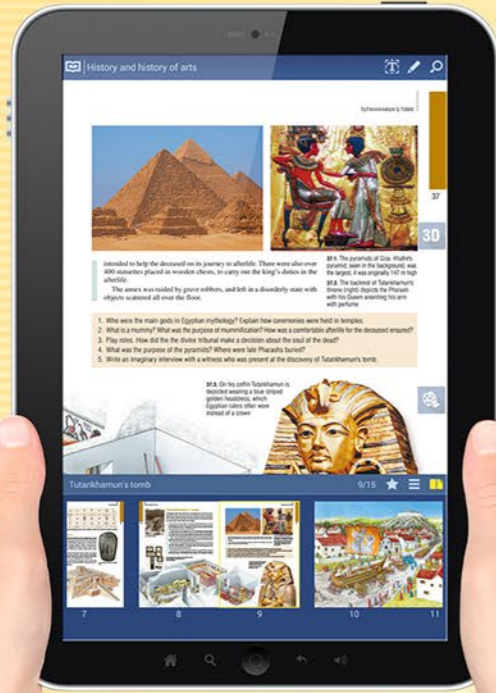 History and history of arts
TUTANKHAMUN'S TOMB
37
3D
intended to help the deceased on its journey to afterlife. There were also over
400 statuettes placed in wooden chests, to carry out the king's duties in the
afterlife.
The annex was raided by grave robbers, and left in a disorderly state with
objects scattered all over the floor.
37.1. The pyramids of Giza. Khafre's
pyramid, seen in the background, was
the largest, it was originally 147 m high
37.2. The backrest of Tutankhamun's
throne (right) depicts the Pharaoh
with his Queen anointing his arm
with perfume
1. Who were the main gods in Egyptian mythology? Explain how ceremonies were held in temples.
2. What is a mummy? What was the purpose of mummification? How was a comfortable afterlife for the deceased ensured?
3. Play roles. How did the the divine tribunal make a decision about the soul of the dead?
4. What was the purpose of the pyramids? Where were late Pharaohs buried?
5. Write an imaginary interview with a witness who was present at the discovery of Tutankhamun's tomb.
37.3. On his coffin Tutankhamun is
depicted wearing a blue striped
golden headdress, which
Egyptian rulers often wore
instead of a crown
Tutankhamun's tomb
9/15
7
8
9
10
11